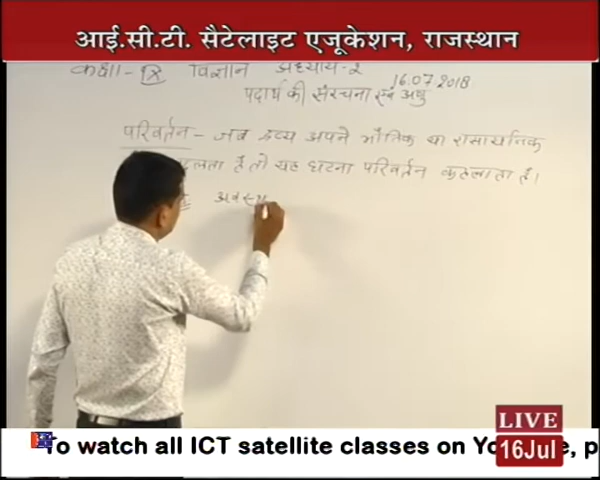 आई.सी.टी. सैटेलाइट एजूकेशन, राजस्थान
कक्षा- IX विज्ञान अध्याय-2
16.07.2018
पदार्थ की संरचना एवं अणु
परिवर्तन - जब द्रव्य अपने भौतिक या रासायनिक
तो यह घटना परिवर्तन कहलाता है।
LIVE
16Jul
To watch all ICT satellite classes on